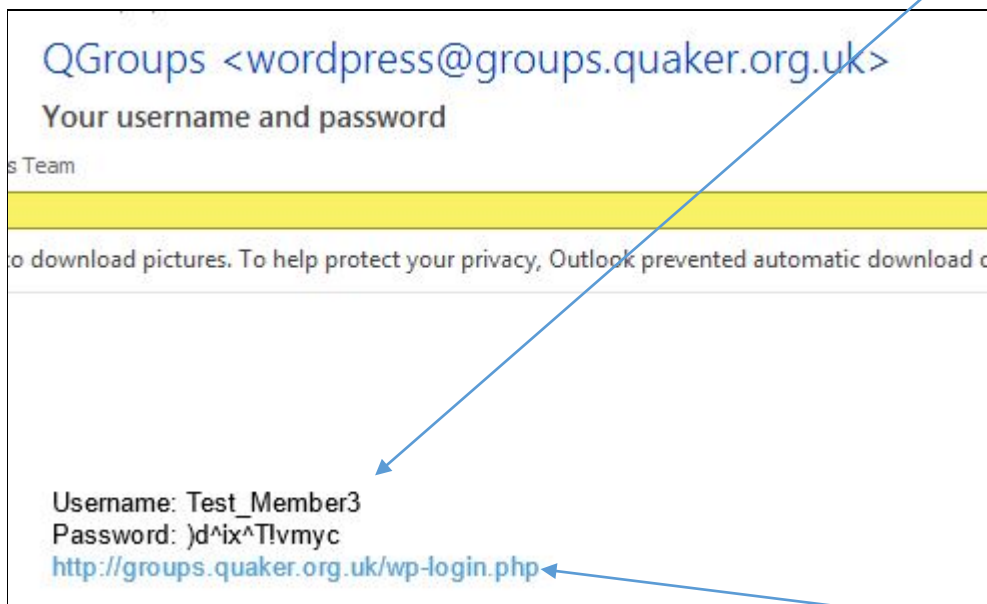 QGroups <wordpress@groups.quaker.org.uk>
Your username and password
s Team
to download pictures. To help protect your privacy, Outlook prevented automatic download o
Username: Test_Member3
Password: )d^ix^T!vmyc
http://groups.quaker.org.uk/wp-login.php